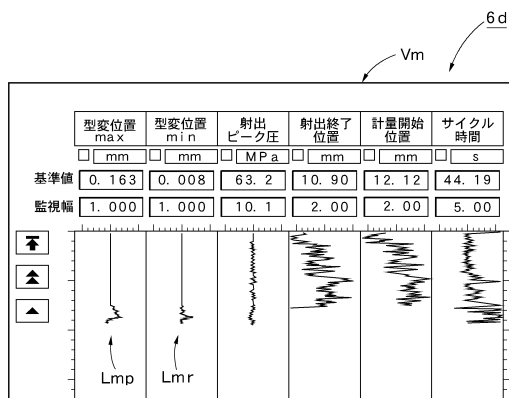 6d
Vm
型変位置 型変位置 射出 射出終了 計量開始 サイクル
max min ピーク圧 位置 位置 時間
mm mm MPa mm mm s
基準値 0.163 0.008 63.2 10.90 12.12 44.19
監視幅 1.000 1.000 10.1 2.00 2.00 5.00
Lmp Lmr